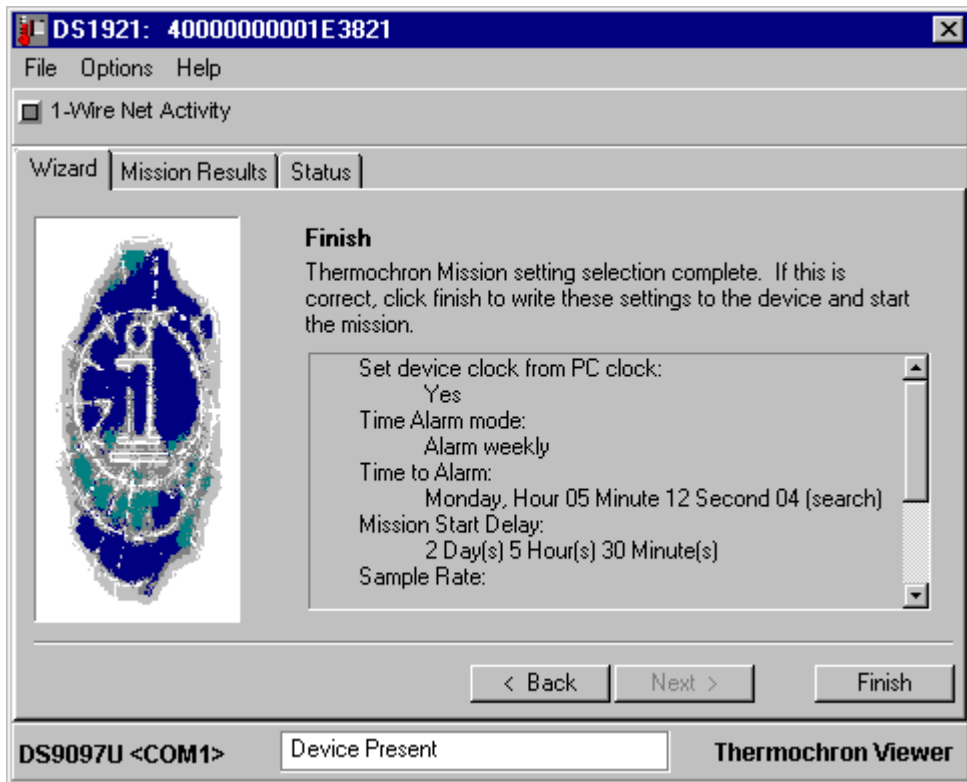 DS1921: 40000000001E3821
File Options Help
1-Wire Net Activity
Wizard Mission Results Status
Finish
Thermochron Mission setting selection complete. If this is
correct, click finish to write these settings to the device and start
the mission.
Set device clock from PC clock:
Yes
Time Alarm mode:
Alarm weekly
Time to Alarm:
Monday, Hour 05 Minute 12 Second 04 (search)
Mission Start Delay:
2 Day(s) 5 Hour(s) 30 Minute(s)
Sample Rate:
< Back Next > Finish
DS9097U <COM1> Device Present Thermochron Viewer